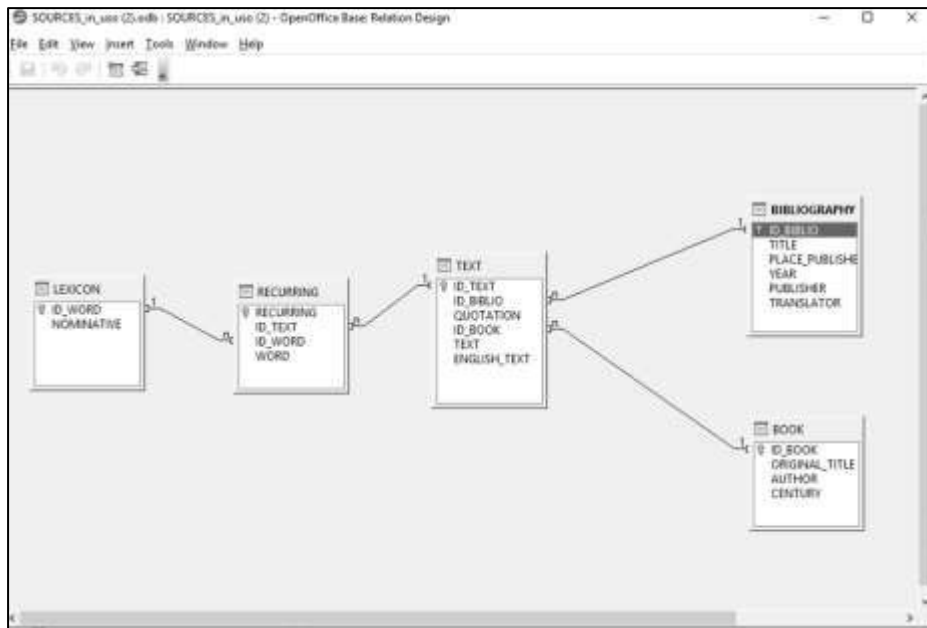 SOURCES_in_uso (2).odb : SOURCES_in_uso (2) - OpenOffice Base: Relation Design
File Edit View Insert Tools Window Help
LEXICON
ID_WORD
NOMINATIVE
1
n
RECURRING
RECURRING
ID_TEXT
ID_WORD
WORD
n
1
TEXT
ID_TEXT
ID_BIBLIO
QUOTATION
ID_BOOK
TEXT
ENGLISH_TEXT
n
n
1
BIBLIOGRAPHY
ID_BIBLIO
TITLE
PLACE_PUBLISHE
YEAR
PUBLISHER
TRANSLATOR
1
BOOK
ID_BOOK
ORIGINAL_TITLE
AUTHOR
CENTURY